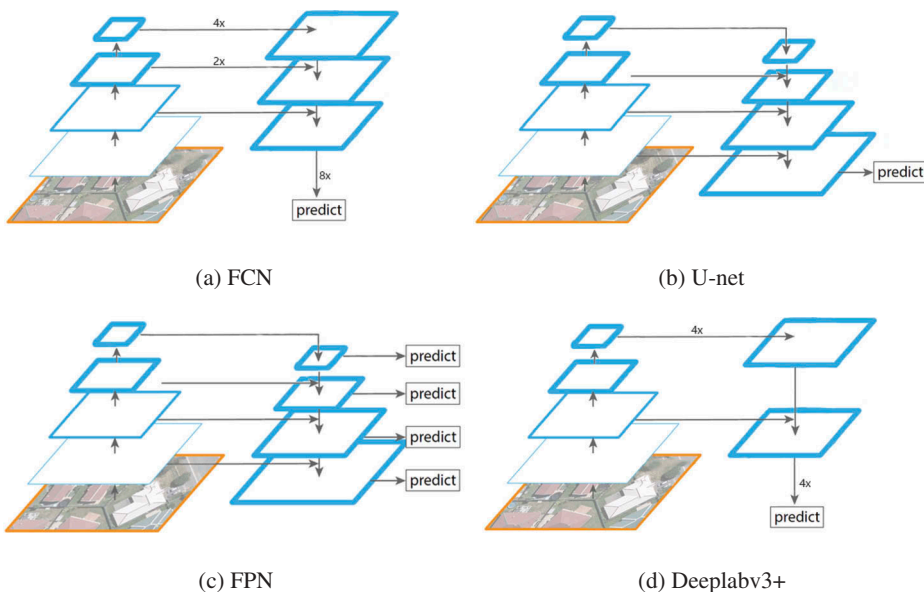 4x
2x
8x
predict
predict
(a) FCN
(b) U-net
predict
predict
predict
predict
4x
4x
predict
(c) FPN
(d) Deeplabv3+